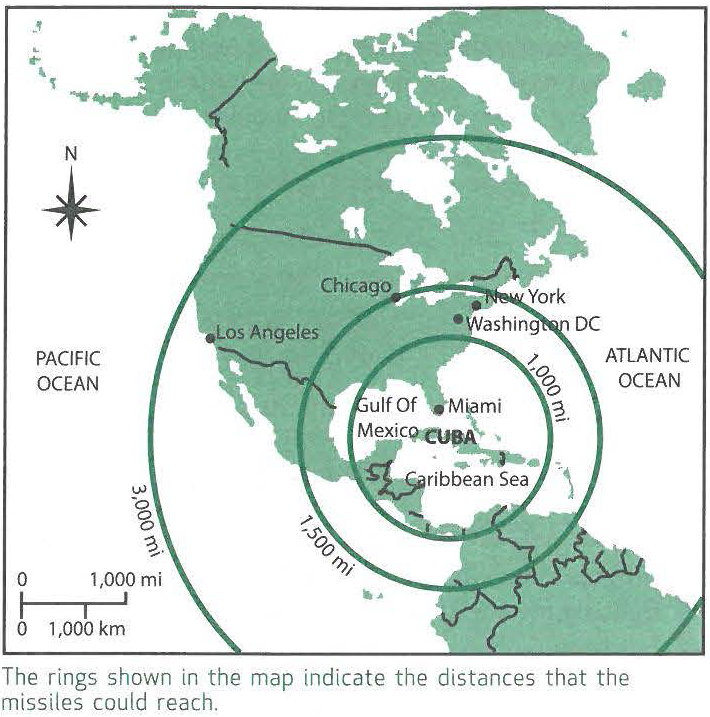 N
Chicago
New York
Washington DC
Los Angeles
PACIFIC
OCEAN
ATLANTIC
OCEAN
1,000 mi
Gulf Of
Mexico
Miami
CUBA
Caribbean Sea
3,000 mi
1,500 mi
0 1,000 mi
0 1,000 km
The rings shown in the map indicate the distances that the
missiles could reach.